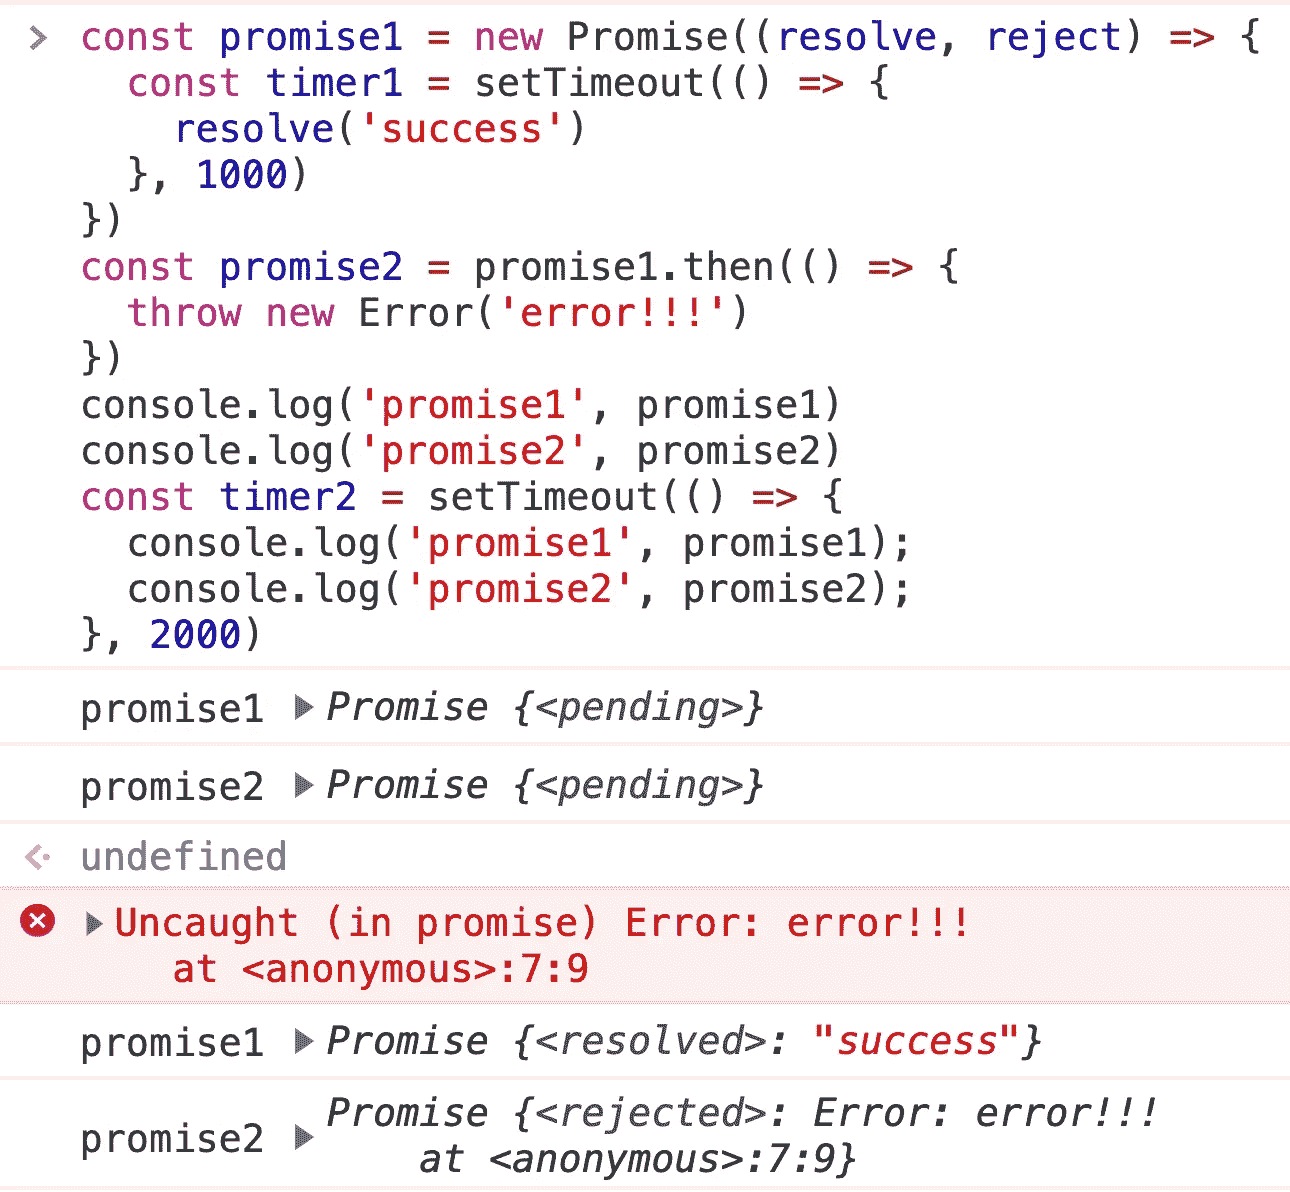 const promise1 = new Promise((resolve, reject) => {
  const timer1 = setTimeout(() => {
    resolve('success')
  }, 1000)
})
const promise2 = promise1.then(() => {
  throw new Error('error!!!')
})
console.log('promise1', promise1)
console.log('promise2', promise2)
const timer2 = setTimeout(() => {
  console.log('promise1', promise1);
  console.log('promise2', promise2);
}, 2000)
promise1 Promise {<pending>}
promise2 Promise {<pending>}
undefined
Uncaught (in promise) Error: error!!!
    at <anonymous>:7:9
promise1 Promise {<resolved>: "success"}
promise2 Promise {<rejected>: Error: error!!!
    at <anonymous>:7:9}